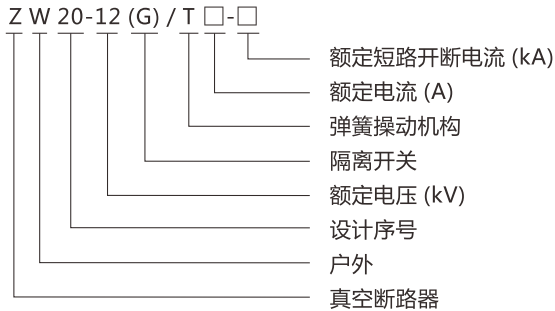 ZW20-12(G)/T□-□
额定短路开断电流 (kA)
额定电流 (A)
弹簧操动机构
隔离开关
额定电压 (kV)
设计序号
户外
真空断路器